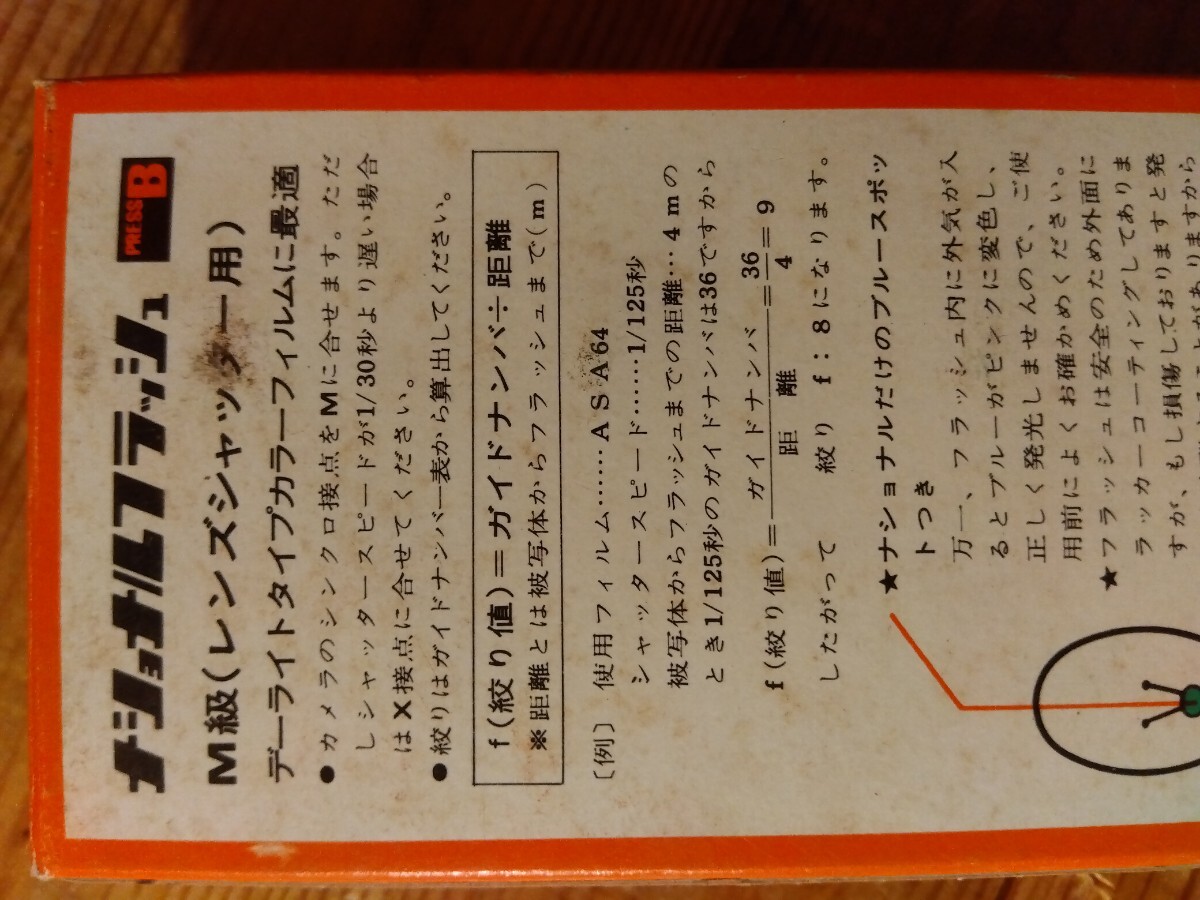 ナショナルフラッシュ PRESS B
M級(レンズシャッター用)
デーライトタイプカラーフィルムに最適
●カメラのシンクロ接点をMに合せます。ただ
しシャッタースピードが1/30秒より遅い場合
はX接点に合せてください。
●絞りはガイドナンバー表から算出してください。
f(絞り値)=ガイドナンバ÷距離
※距離とは被写体からフラッシュまで(m)
〔例〕 使用フィルム……ASA64
シャッタースピード……1/125秒
被写体からフラッシュまでの距離…4mの
とき1/125秒のガイドナンバは36ですから
f(絞り値)=ガイドナンバ/距離=36/4=9
したがって 絞り f:8になります。
★ナショナルだけのブルースポッ
トつき
万一、フラッシュ内に外気が入
るとブルーがピンクに変色し、
正しく発光しませんので、ご使
用前によくお確かめください。
★フラッシュは安全のため外面に
ラッカーコーティングしてありま
すが、もし損傷しておりますと発